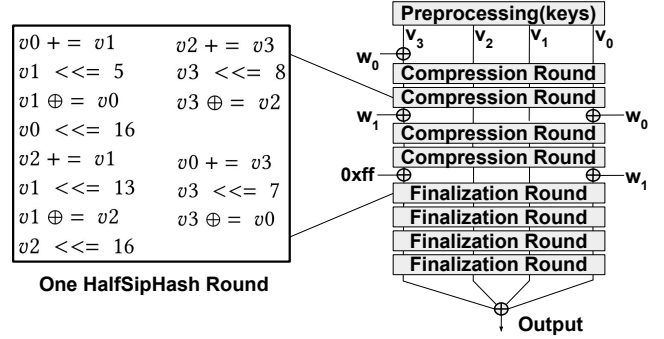 v0 += v1
v1 <<= 5
v1 ⊕= v0
v0 <<= 16
v2 += v1
v1 <<= 13
v1 ⊕= v2
v2 <<= 16
v2 += v3
v3 <<= 8
v3 ⊕= v2
v0 += v3
v3 <<= 7
v3 ⊕= v0
One HalfSipHash Round
Preprocessing(keys)
v₃ v₂ v₁ v₀
w₀
Compression Round
Compression Round
w₁ w₀
Compression Round
Compression Round
0xff w₁
Finalization Round
Finalization Round
Finalization Round
Finalization Round
Output